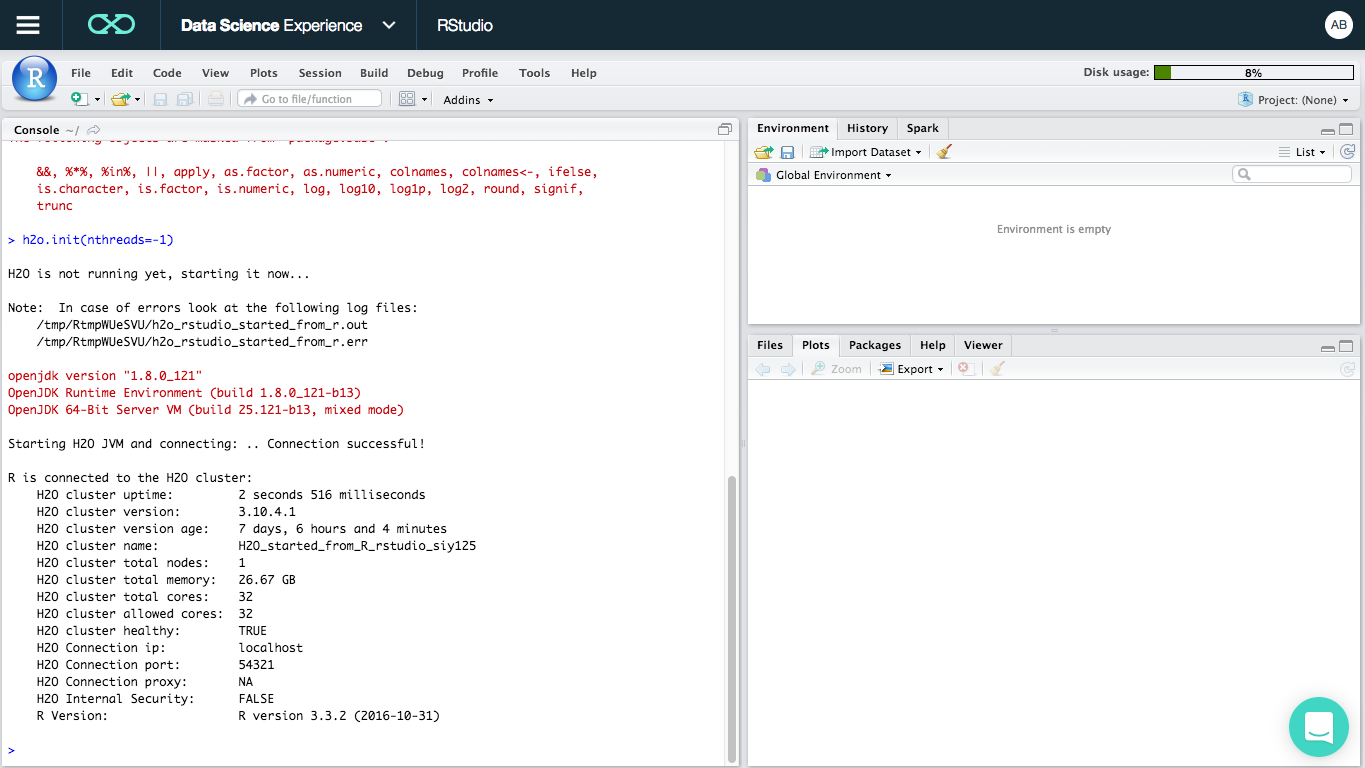 Data Science Experience
RStudio
AB
R
File Edit Code View Plots Session Build Debug Profile Tools Help
Disk usage: 8%
Go to file/function
Addins
R Project: (None)
Console ~/
The following objects are masked from ‘package:base’:
&&, %*%, %in%, ||, apply, as.factor, as.numeric, colnames, colnames<-, ifelse,
is.character, is.factor, is.numeric, log, log10, log1p, log2, round, signif,
trunc
> h2o.init(nthreads=-1)
H2O is not running yet, starting it now...
Note:  In case of errors look at the following log files:
/tmp/RtmpWUeSVU/h2o_rstudio_started_from_r.out
/tmp/RtmpWUeSVU/h2o_rstudio_started_from_r.err
openjdk version "1.8.0_121"
OpenJDK Runtime Environment (build 1.8.0_121-b13)
OpenJDK 64-Bit Server VM (build 25.121-b13, mixed mode)
Starting H2O JVM and connecting: .. Connection successful!
R is connected to the H2O cluster:
H2O cluster uptime: 2 seconds 516 milliseconds
H2O cluster version: 3.10.4.1
H2O cluster version age: 7 days, 6 hours and 4 minutes
H2O cluster name: H2O_started_from_R_rstudio_siy125
H2O cluster total nodes: 1
H2O cluster total memory: 26.67 GB
H2O cluster total cores: 32
H2O cluster allowed cores: 32
H2O cluster healthy: TRUE
H2O Connection ip: localhost
H2O Connection port: 54321
H2O Connection proxy: NA
H2O Internal Security: FALSE
R Version: R version 3.3.2 (2016-10-31)
>
Environment History Spark
Import Dataset
List
Global Environment
Environment is empty
Files Plots Packages Help Viewer
Zoom Export